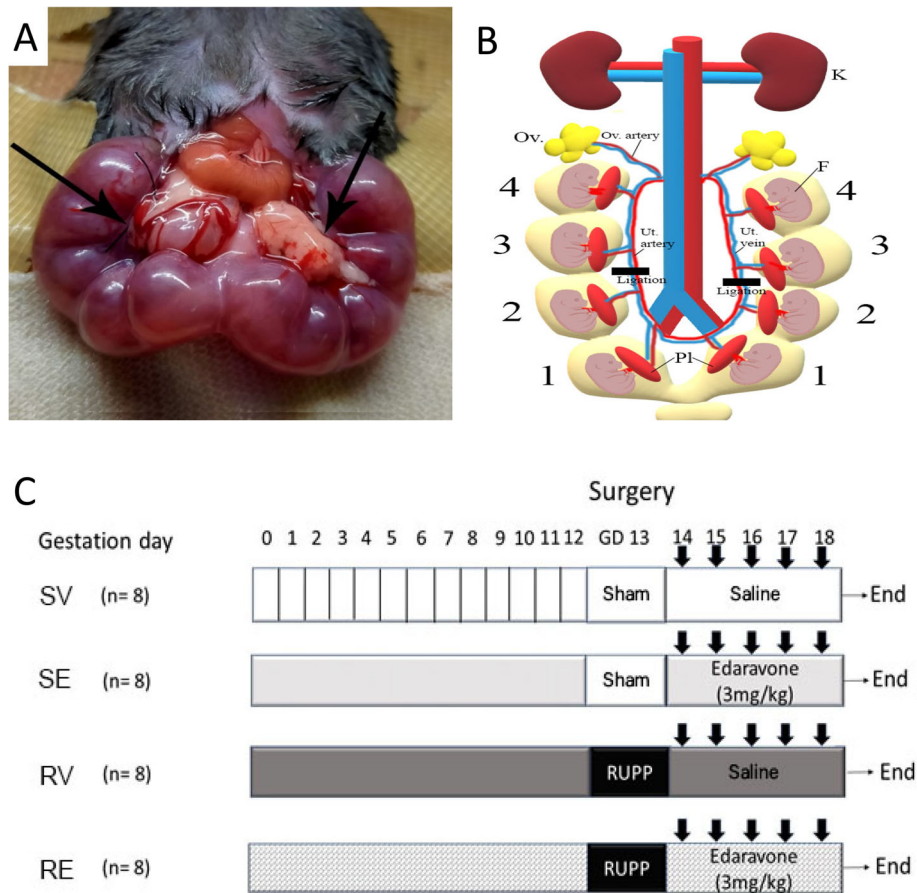 A
B
K
Ov.
Ov. artery
F
4
4
Ut. artery
Ut. vein
3
3
Ligation
Ligation
2
2
Pl
1
1
C
Surgery
Gestation day
0 1 2 3 4 5 6 7 8 9 10 11 12 GD 13 14 15 16 17 18
SV (n= 8) Sham Saline End
SE (n= 8) Sham Edaravone (3mg/kg) End
RV (n= 8) RUPP Saline End
RE (n= 8) RUPP Edaravone (3mg/kg) End